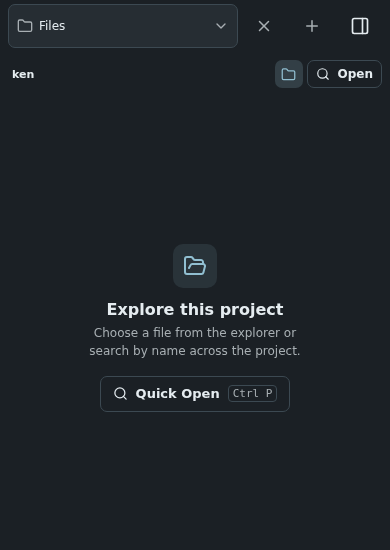 Files
ken
Open
Explore this project
Choose a file from the explorer or
search by name across the project.
Quick Open Ctrl P